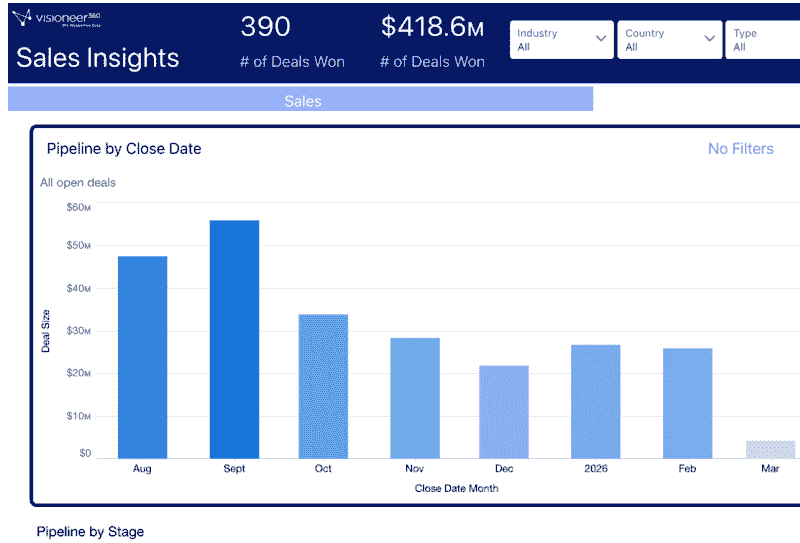 visioneer360
Sales Insights
390
# of Deals Won
$418.6M
# of Deals Won
Industry
All
Country
All
Type
All
Sales
Pipeline by Close Date
No Filters
All open deals
Deal Size
$60M
$50M
$40M
$30M
$20M
$10M
$0
Aug
Sept
Oct
Nov
Dec
2026
Feb
Mar
Close Date Month
Pipeline by Stage